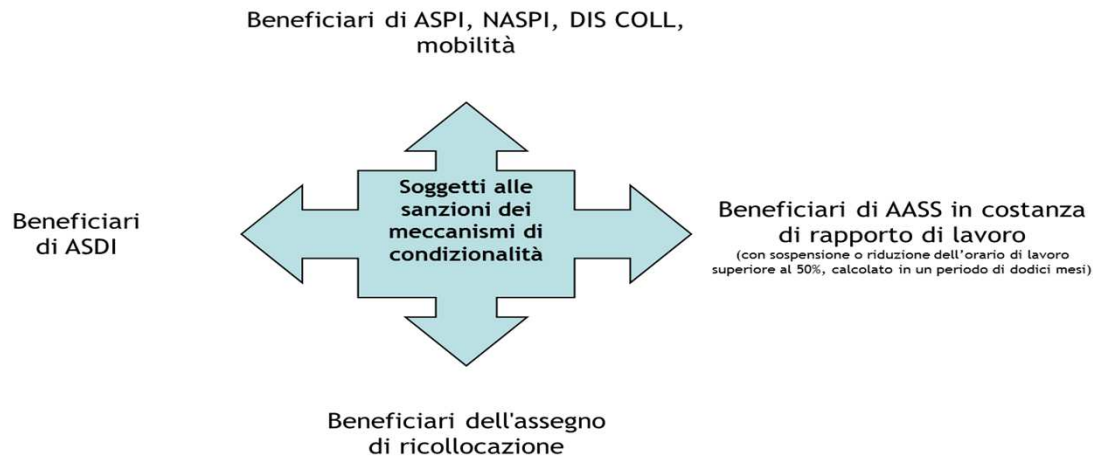 Beneficiari di ASPI, NASPI, DIS COLL,
mobilità
Soggetti alle
sanzioni dei
meccanismi di
condizionalità
Beneficiari
di ASDI
Beneficiari di AASS in costanza
di rapporto di lavoro
(con sospensione o riduzione dell'orario di lavoro
superiore al 50%, calcolato in un periodo di dodici mesi)
Beneficiari dell'assegno
di ricollocazione